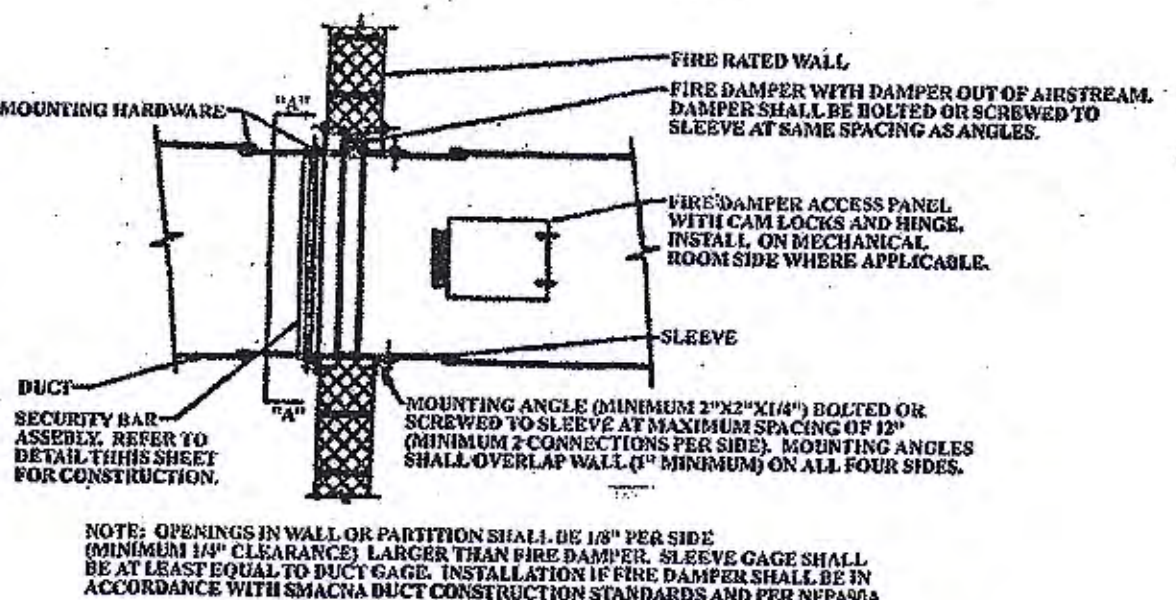 FIRE RATED WALL
FIRE DAMPER WITH DAMPER OUT OF AIRSTREAM.
DAMPER SHALL BE BOLTED OR SCREWED TO
SLEEVE AT SAME SPACING AS ANGLES.
MOUNTING HARDWARE
"A"
FIRE DAMPER ACCESS PANEL
WITH CAM LOCKS AND HINGE.
INSTALL ON MECHANICAL
ROOM SIDE WHERE APPLICABLE.
SLEEVE
DUCT
"A"
SECURITY BAR
ASSEBLY. REFER TO
DETAIL THHIS SHEET
FOR CONSTRUCTION.
MOUNTING ANGLE (MINIMUM 2"X2"X1/4") BOLTED OR
SCREWED TO SLEEVE AT MAXIMUM SPACING OF 12"
(MINIMUM 2 CONNECTIONS PER SIDE). MOUNTING ANGLES
SHALL OVERLAP WALL (1" MINIMUM) ON ALL FOUR SIDES.
NOTE: OPENINGS IN WALL OR PARTITION SHALL BE 1/8" PER SIDE
(MINIMUM 1/4" CLEARANCE) LARGER THAN FIRE DAMPER. SLEEVE GAGE SHALL
BE AT LEAST EQUAL TO DUCT GAGE. INSTALLATION IF FIRE DAMPER SHALL BE IN
ACCORDANCE WITH SMACNA DUCT CONSTRUCTION STANDARDS AND PER NFPA90A